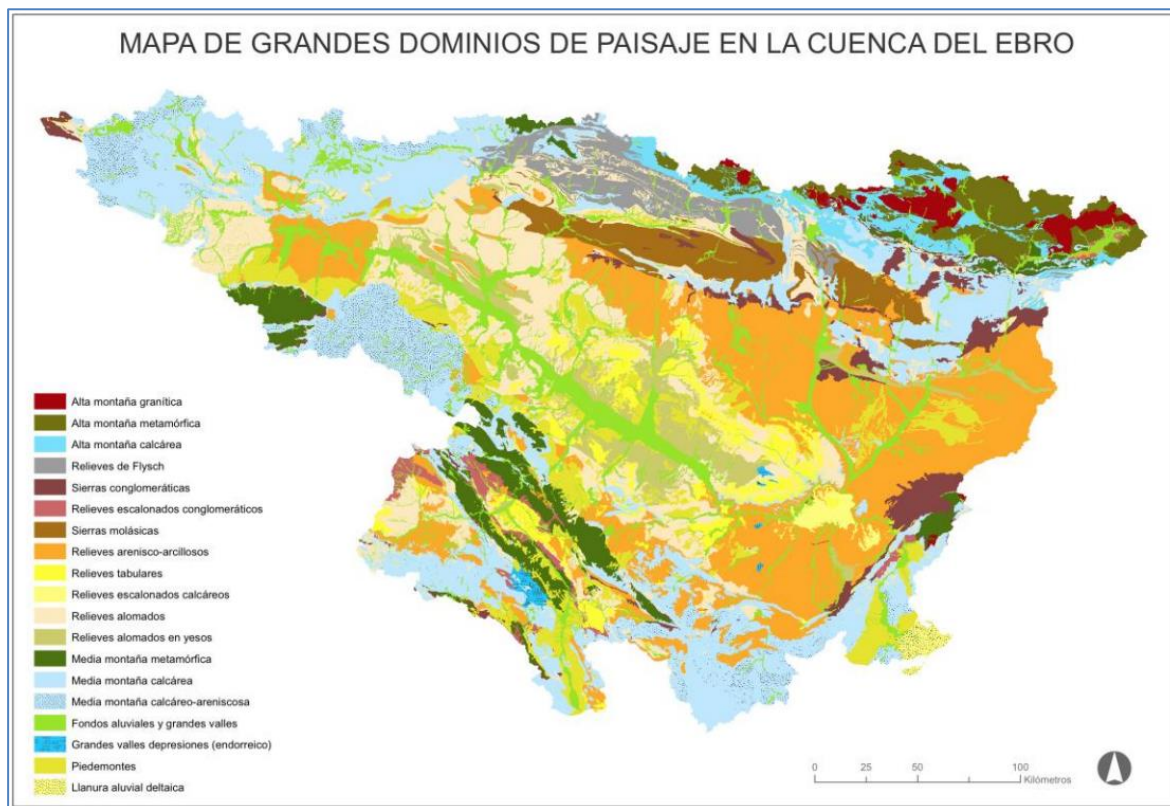 MAPA DE GRANDES DOMINIOS DE PAISAJE EN LA CUENCA DEL EBRO
Alta montaña granítica
Alta montaña metamórfica
Alta montaña calcárea
Relieves de Flysch
Sierras conglomeráticas
Relieves escalonados conglomeráticos
Sierras molásicas
Relieves arenisco-arcillosos
Relieves tabulares
Relieves escalonados calcáreos
Relieves alomados
Relieves alomados en yesos
Media montaña metamórfica
Media montaña calcárea
Media montaña calcáreo-areniscosa
Fondos aluviales y grandes valles
Grandes valles depresiones (endorreico)
Piedemontes
Llanura aluvial deltaica
0 25 50 100
Kilómetros